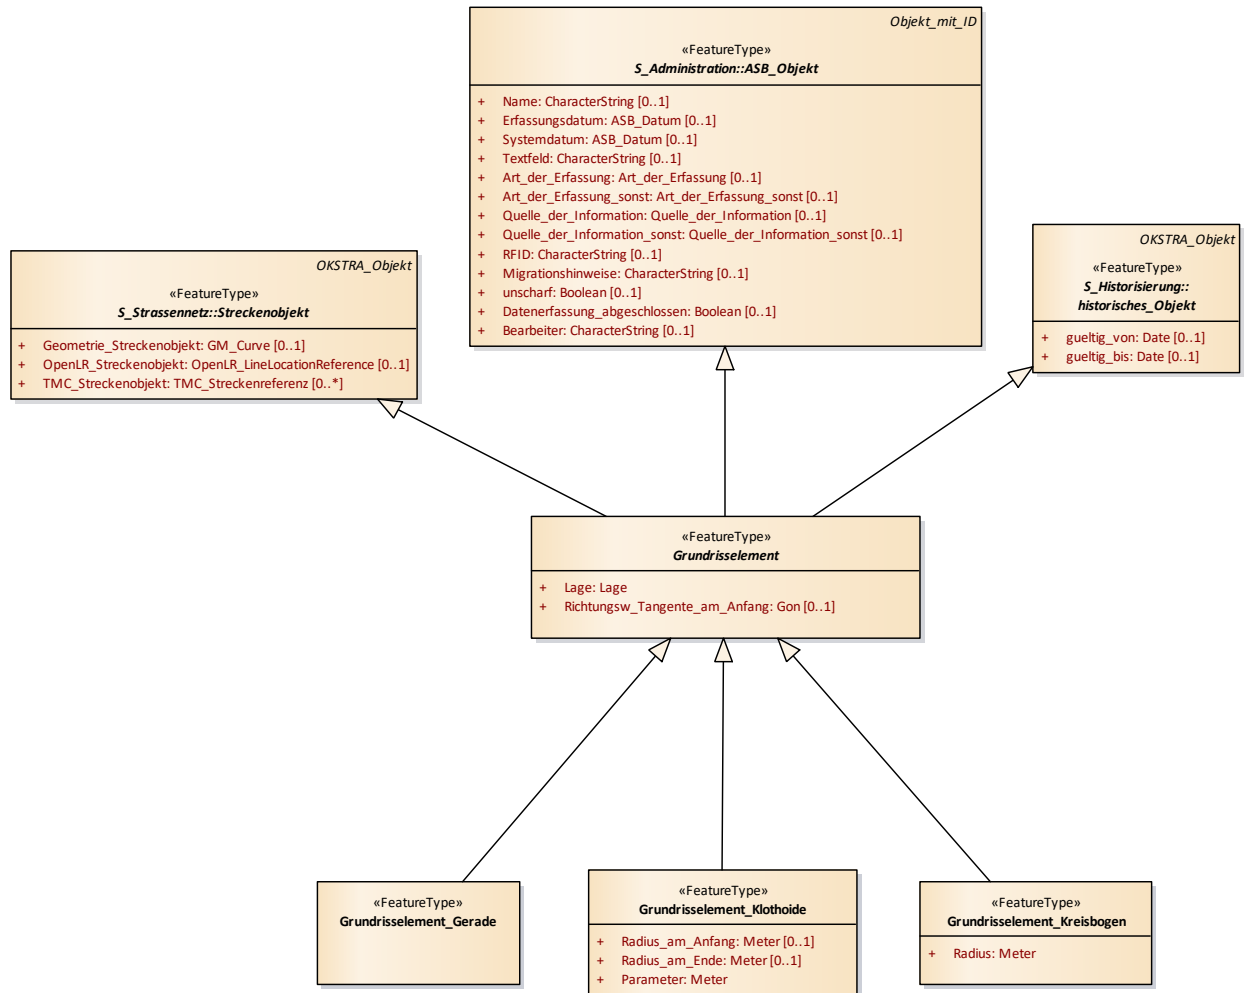 Objekt_mit_ID
«FeatureType»
S_Administration::ASB_Objekt
+ Name: CharacterString [0..1]
+ Erfassungsdatum: ASB_Datum [0..1]
+ Systemdatum: ASB_Datum [0..1]
+ Textfeld: CharacterString [0..1]
+ Art_der_Erfassung: Art_der_Erfassung [0..1]
+ Art_der_Erfassung_sonst: Art_der_Erfassung_sonst [0..1]
+ Quelle_der_Information: Quelle_der_Information [0..1]
+ Quelle_der_Information_sonst: Quelle_der_Information_sonst [0..1]
+ RFID: CharacterString [0..1]
+ Migrationshinweise: CharacterString [0..1]
+ unscharf: Boolean [0..1]
+ Datenerfassung_abgeschlossen: Boolean [0..1]
+ Bearbeiter: CharacterString [0..1]
OKSTRA_Objekt
«FeatureType»
S_Strassennetz::Streckenobjekt
+ Geometrie_Streckenobjekt: GM_Curve [0..1]
+ OpenLR_Streckenobjekt: OpenLR_LineLocationReference [0..1]
+ TMC_Streckenobjekt: TMC_Streckenreferenz [0..*]
OKSTRA_Objekt
«FeatureType»
S_Historisierung::
historisches_Objekt
+ gueltig_von: Date [0..1]
+ gueltig_bis: Date [0..1]
«FeatureType»
Grundrisselement
+ Lage: Lage
+ Richtungsw_Tangente_am_Anfang: Gon [0..1]
«FeatureType»
Grundrisselement_Gerade
«FeatureType»
Grundrisselement_Klothoide
+ Radius_am_Anfang: Meter [0..1]
+ Radius_am_Ende: Meter [0..1]
+ Parameter: Meter
«FeatureType»
Grundrisselement_Kreisbogen
+ Radius: Meter